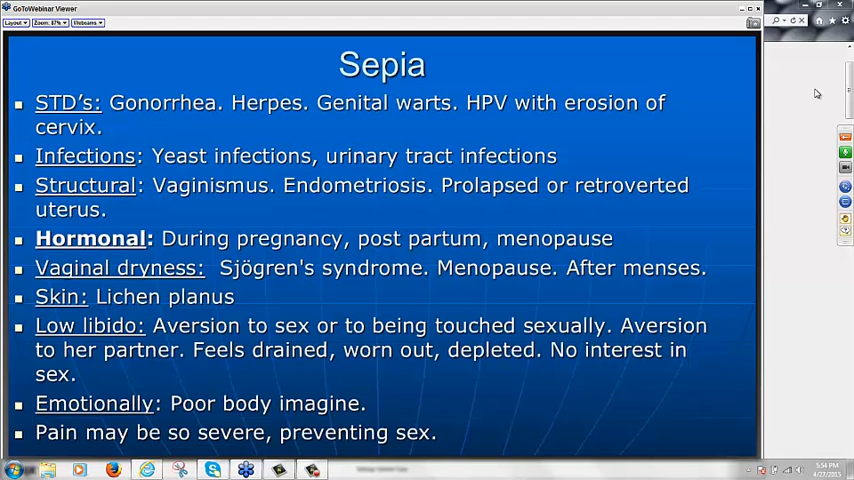 GoToWebinar Viewer
Layout Zoom: 87% Webcams
Sepia
STD's: Gonorrhea. Herpes. Genital warts. HPV with erosion of
cervix.
Infections: Yeast infections, urinary tract infections
Structural: Vaginismus. Endometriosis. Prolapsed or retroverted
uterus.
Hormonal: During pregnancy, post partum, menopause
Vaginal dryness: Sjögren's syndrome. Menopause. After menses.
Skin: Lichen planus
Low libido: Aversion to sex or to being touched sexually. Aversion
to her partner. Feels drained, worn out, depleted. No interest in
sex.
Emotionally: Poor body imagine.
Pain may be so severe, preventing sex.
5:54 PM
4/27/2015